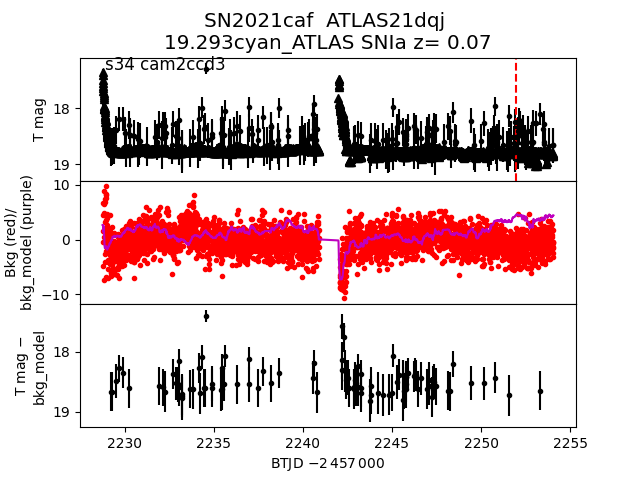 SN2021caf  ATLAS21dqj
19.293cyan_ATLAS SNIa z= 0.07
s34 cam2ccd3
T mag
18
19
Bkg (red)/
bkg_model (purple)
10
0
−10
T mag −
bkg_model
18
19
2230
2235
2240
2245
2250
2255
BTJD −2 457 000